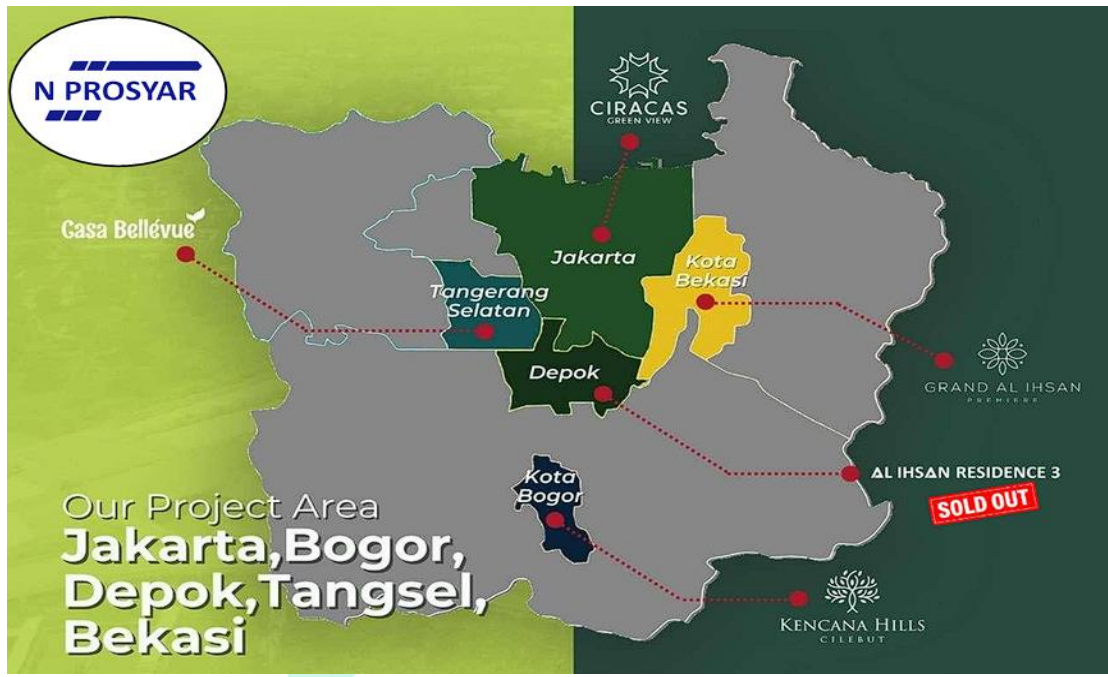 N PROSYAR
CIRACAS
GREEN VIEW
Casa Bellévue
Jakarta
Kota
Bekasi
Tangerang
Selatan
Depok
GRAND AL IHSAN
PREMIERE
AL IHSAN RESIDENCE 3
SOLD OUT
Kota
Bogor
Our Project Area
Jakarta,Bogor,
Depok,Tangsel,
Bekasi
KENCANA HILLS
CILEBUT